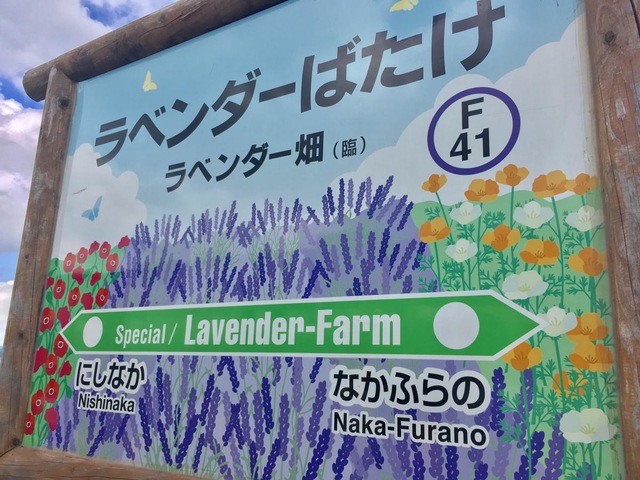 ラベンダーばたけ
ラベンダー畑(臨)
F
41
Special / Lavender-Farm
にしなか
Nishinaka
なかふらの
Naka-Furano